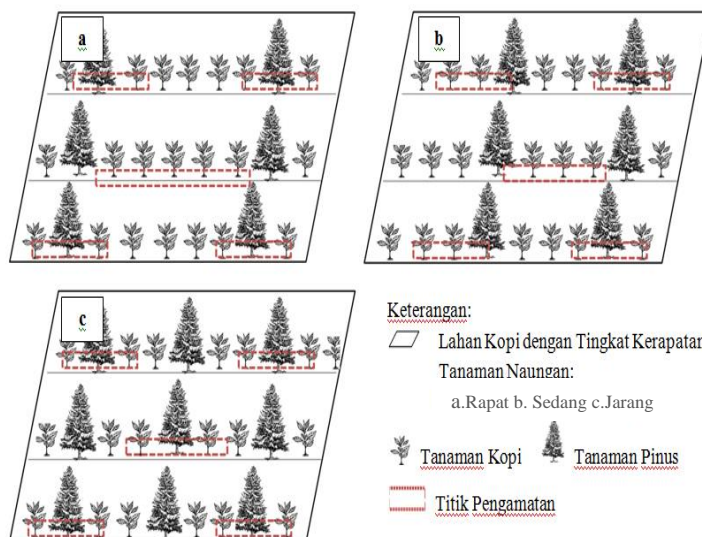 a
b
c
Keterangan:
Lahan Kopi dengan Tingkat Kerapatan
Tanaman Naungan:
a.Rapat b. Sedang c.Jarang
Tanaman Kopi Tanaman Pinus
Titik Pengamatan